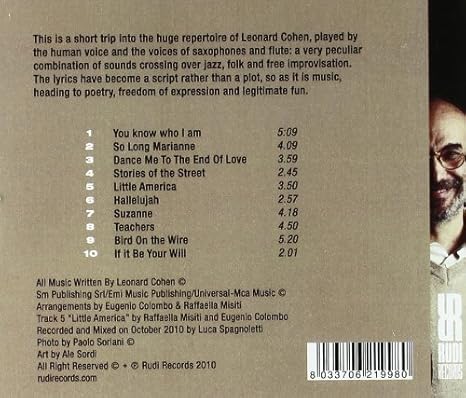 This is a short trip into the huge repertoire of Leonard Cohen, played by
the human voice and the voices of saxophones and flute: a very peculiar
combination of sounds crossing over jazz, folk and free improvisation.
The lyrics have become a script rather than a plot, so as it is music,
heading to poetry, freedom of expression and legitimate fun.
1 You know who I am 5:09
2 So Long Marianne 4.09
3 Dance Me To The End Of Love 3.59
4 Stories of the Street 2.45
5 Little America 3.50
6 Hallelujah 2.57
7 Suzanne 4.18
8 Teachers 4.50
9 Bird On the Wire 5.20
10 If it Be Your Will 2.01
All Music Written By Leonard Cohen ©
Sm Publishing Srl/Emi Music Publishing/Universal-Mca Music ©
Arrangements by Eugenio Colombo & Raffaella Misiti
Track 5 "Little America" by Raffaella Misiti and Eugenio Colombo
Recorded and Mixed on October 2010 by Luca Spagnoletti
Photo by Paolo Soriani ©
Art by Ale Sordi
All Right Reserved © + ℗ Rudi Records 2010
rudirecords.com
8 033706 219980
RUDI
RECORDS